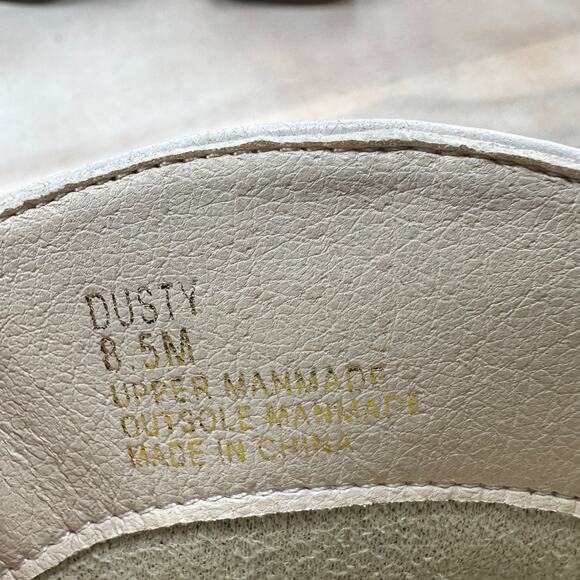 DUSTY
8.5M
UPPER MANMADE
OUTSOLE MANMADE
MADE IN CHINA